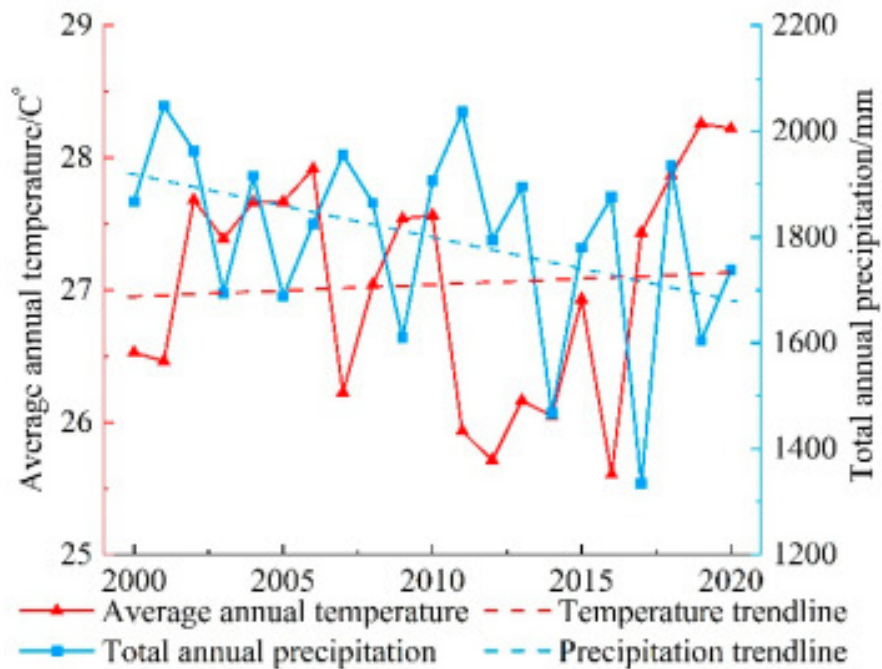 29
28
27
26
25
Average annual temperature/C°
2200
2000
1800
1600
1400
1200
Total annual precipitation/mm
2000 2005 2010 2015 2020
Average annual temperature Temperature trendline
Total annual precipitation Precipitation trendline